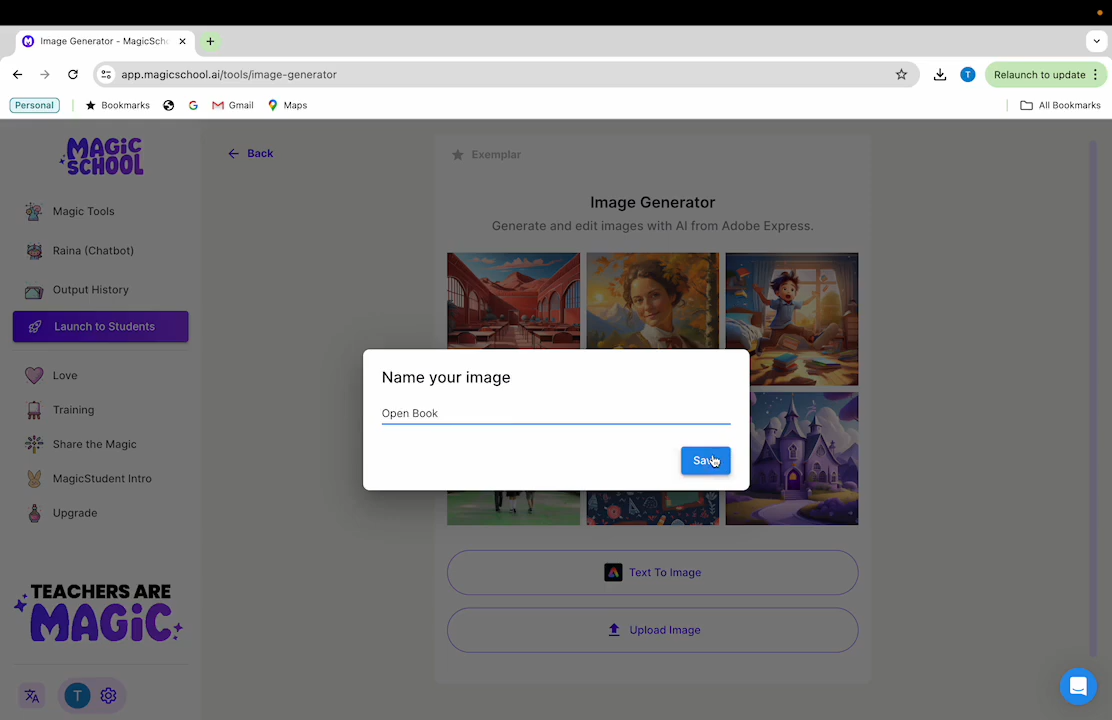 Image Generator - MagicSch
app.magicschool.ai/tools/image-generator
T
Relaunch to update
Personal
Bookmarks
G
Gmail
Maps
All Bookmarks
MAGIC
SCHOOL
Back
Exemplar
Magic Tools
Image Generator
Generate and edit images with AI from Adobe Express.
Raina (Chatbot)
Output History
Launch to Students
Love
Training
Share the Magic
MagicStudent Intro
Upgrade
Name your image
Open Book
Text To Image
Upload Image
TEACHERS ARE
MAGIC
T